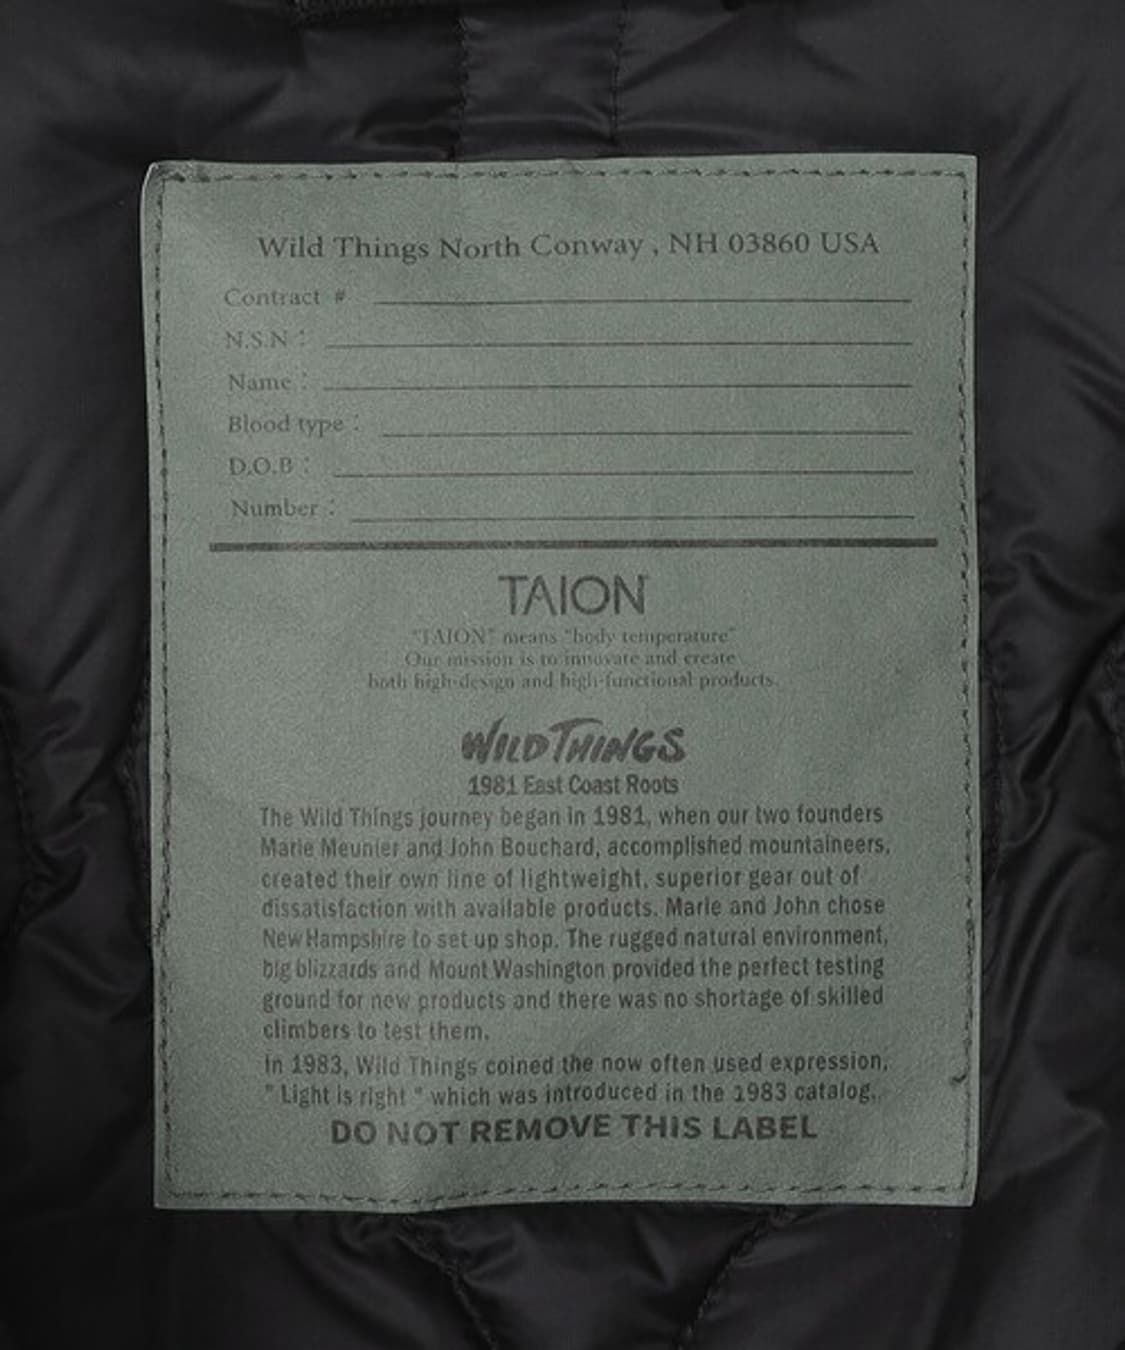 Wild Things North Conway , NH 03860 USA
Contract #
N.S.N :
Name :
Blood type :
D.O.B :
Number :
TAION
"TAION" means "body temperature"
Our mission is to innovate and create
both high-design and high-functional products.
WILD THINGS
1981 East Coast Roots
The Wild Things journey began in 1981, when our two founders
Marie Meunier and John Bouchard, accomplished mountaineers,
created their own line of lightweight, superior gear out of
dissatisfaction with available products. Marie and John chose
New Hampshire to set up shop. The rugged natural environment,
big blizzards and Mount Washington provided the perfect testing
ground for new products and there was no shortage of skilled
climbers to test them.
In 1983, Wild Things coined the now often used expression,
" Light is right " which was introduced in the 1983 catalog.
DO NOT REMOVE THIS LABEL